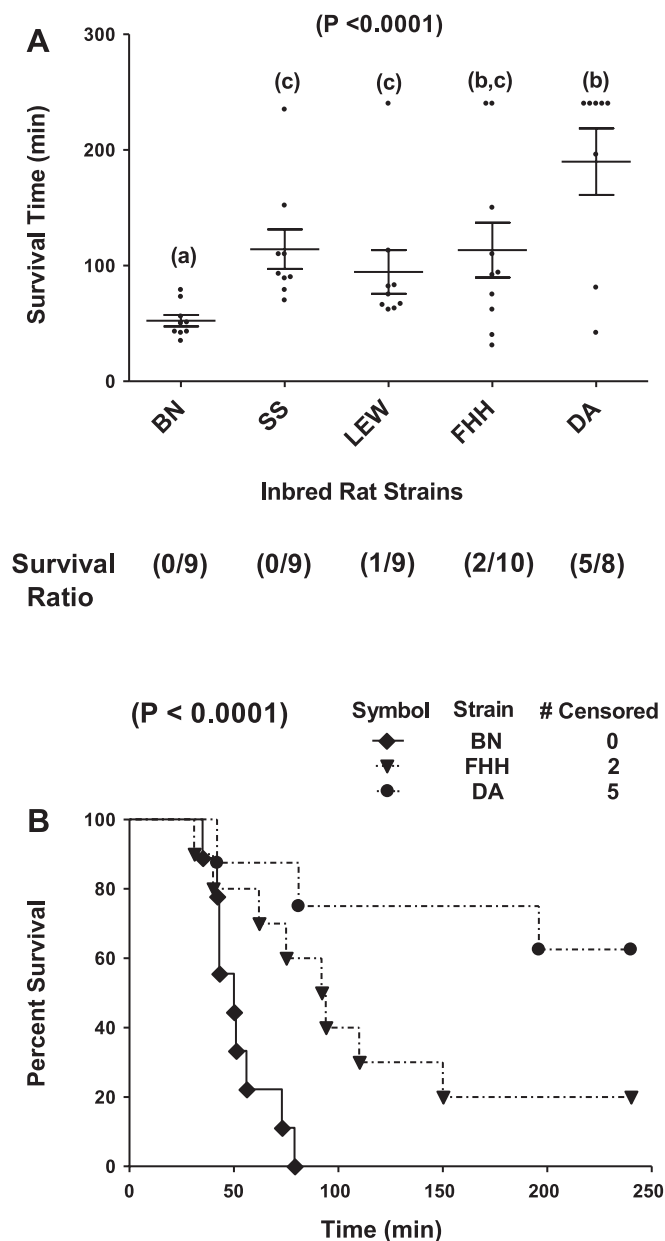 A
(P <0.0001)
300
200
100
0
Survival Time (min)
(a)
(c)
(c)
(b,c)
(b)
BN
SS
LEW
FHH
DA
Inbred Rat Strains
Survival Ratio
(0/9) (0/9) (1/9) (2/10) (5/8)
(P < 0.0001)
Symbol Strain # Censored
BN 0
FHH 2
DA 5
B
100
80
60
40
20
0
Percent Survival
0 50 100 150 200 250
Time (min)